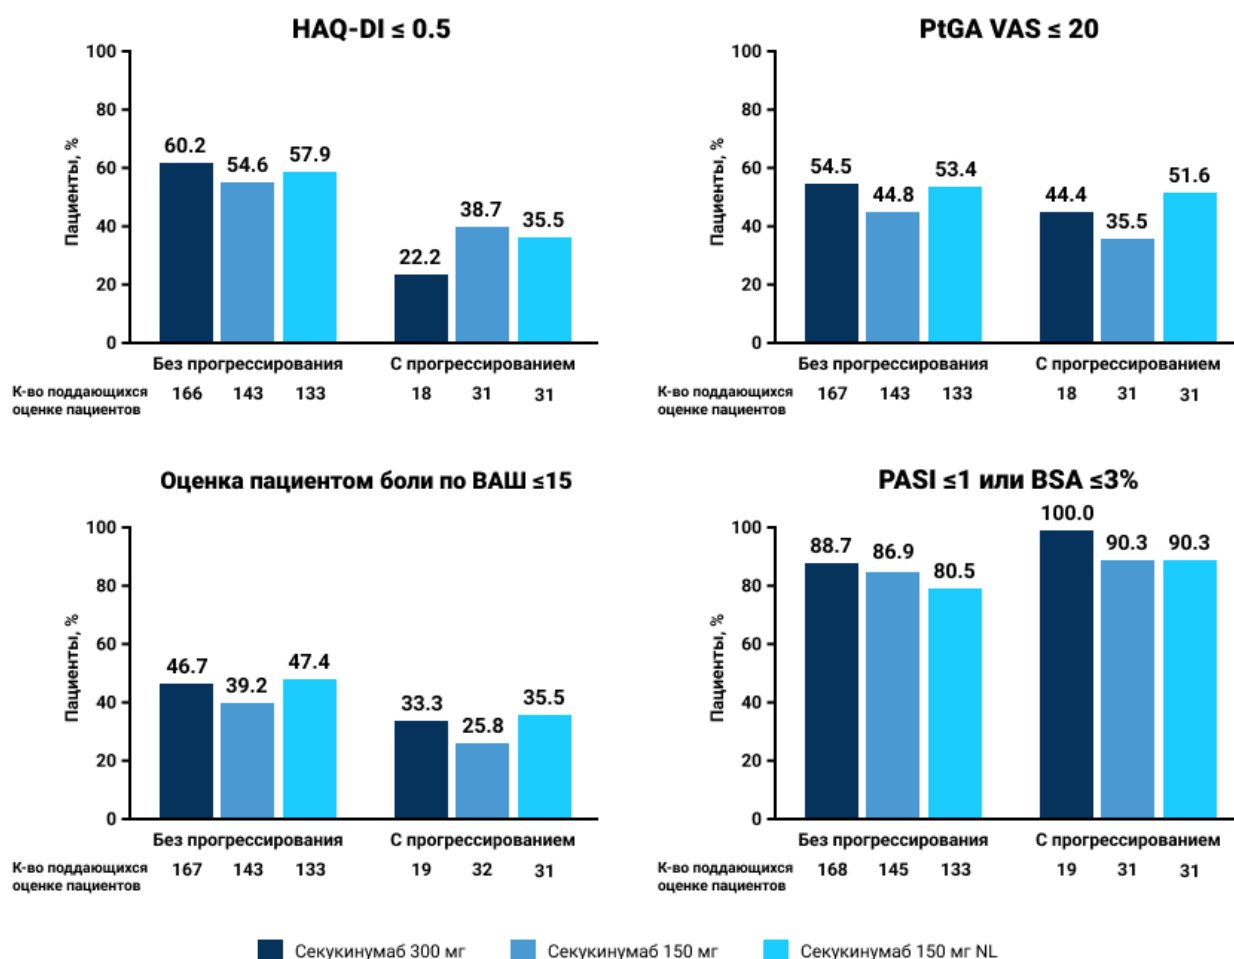 HAQ-DI ≤ 0.5
100
80
60
40
20
0
Пациенты, %
60.2
54.6
57.9
22.2
38.7
35.5
Без прогрессирования
С прогрессированием
К-во поддающихся
оценке пациентов
166 143 133 18 31 31
PtGA VAS ≤ 20
100
80
60
40
20
0
Пациенты, %
54.5
44.8
53.4
44.4
35.5
51.6
Без прогрессирования
С прогрессированием
К-во поддающихся
оценке пациентов
167 143 133 18 31 31
Оценка пациентом боли по ВАШ ≤15
100
80
60
40
20
0
Пациенты, %
46.7
39.2
47.4
33.3
25.8
35.5
Без прогрессирования
С прогрессированием
К-во поддающихся
оценке пациентов
167 143 133 19 32 31
PASI ≤1 или BSA ≤3%
100
80
60
40
20
0
Пациенты, %
88.7
86.9
80.5
100.0
90.3
90.3
Без прогрессирования
С прогрессированием
К-во поддающихся
оценке пациентов
168 145 133 19 31 31
Секукинумаб 300 мг
Секукинумаб 150 мг
Секукинумаб 150 мг NL